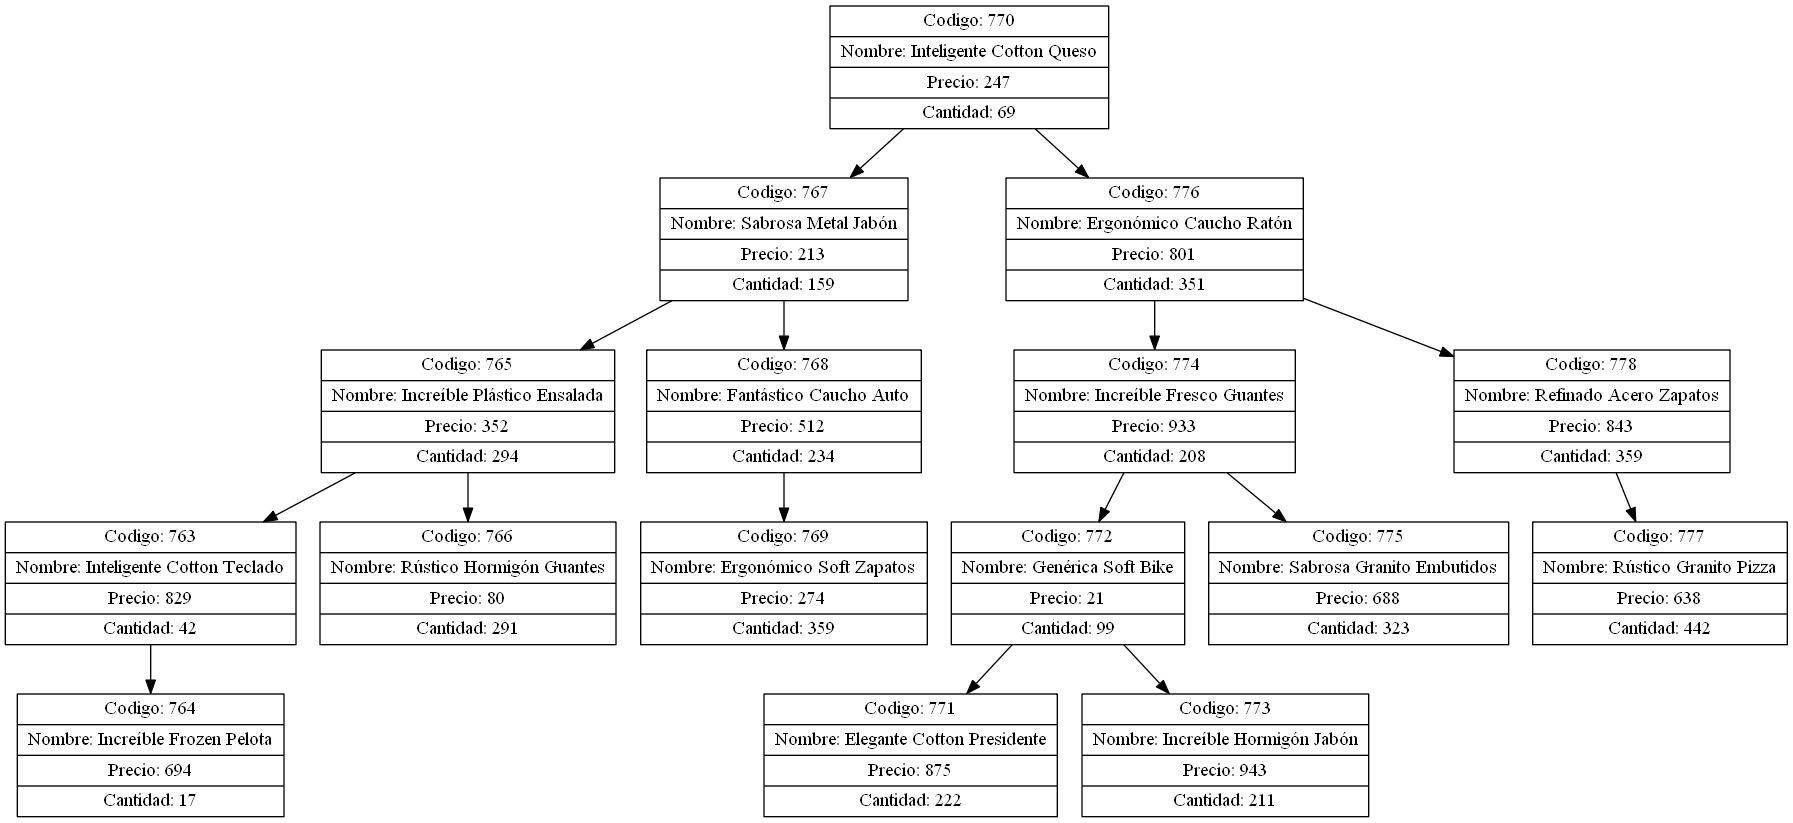 Codigo: 770
Nombre: Inteligente Cotton Queso
Precio: 247
Cantidad: 69
Codigo: 767
Nombre: Sabrosa Metal Jabón
Precio: 213
Cantidad: 159
Codigo: 776
Nombre: Ergonómico Caucho Ratón
Precio: 801
Cantidad: 351
Codigo: 765
Nombre: Increíble Plástico Ensalada
Precio: 352
Cantidad: 294
Codigo: 768
Nombre: Fantástico Caucho Auto
Precio: 512
Cantidad: 234
Codigo: 774
Nombre: Increíble Fresco Guantes
Precio: 933
Cantidad: 208
Codigo: 778
Nombre: Refinado Acero Zapatos
Precio: 843
Cantidad: 359
Codigo: 763
Nombre: Inteligente Cotton Teclado
Precio: 829
Cantidad: 42
Codigo: 766
Nombre: Rústico Hormigón Guantes
Precio: 80
Cantidad: 291
Codigo: 769
Nombre: Ergonómico Soft Zapatos
Precio: 274
Cantidad: 359
Codigo: 772
Nombre: Genérica Soft Bike
Precio: 21
Cantidad: 99
Codigo: 775
Nombre: Sabrosa Granito Embutidos
Precio: 688
Cantidad: 323
Codigo: 777
Nombre: Rústico Granito Pizza
Precio: 638
Cantidad: 442
Codigo: 764
Nombre: Increíble Frozen Pelota
Precio: 694
Cantidad: 17
Codigo: 771
Nombre: Elegante Cotton Presidente
Precio: 875
Cantidad: 222
Codigo: 773
Nombre: Increíble Hormigón Jabón
Precio: 943
Cantidad: 211